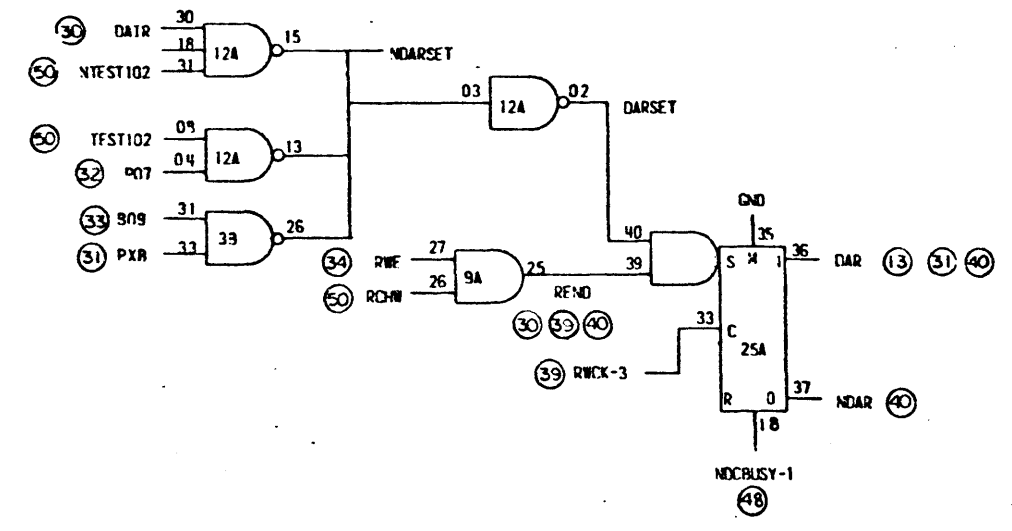 30 DAIR 30
18 12A 15 NDARSET
50 NTEST102 31
03 12A 02 DARSET
50 TEST102 09
12A 13
32 B07 04
33 B09 31
33 26
31 PXB 33
GND
35
34 RWE 27
9A 25 REND
50 RCHW 26
30 39 40
40
39
S M 1 36 DAR 13 31 40
33 C
25A
39 RWCK-3
R 0 37 NDAR 40
18
NDCBUSY-1
48